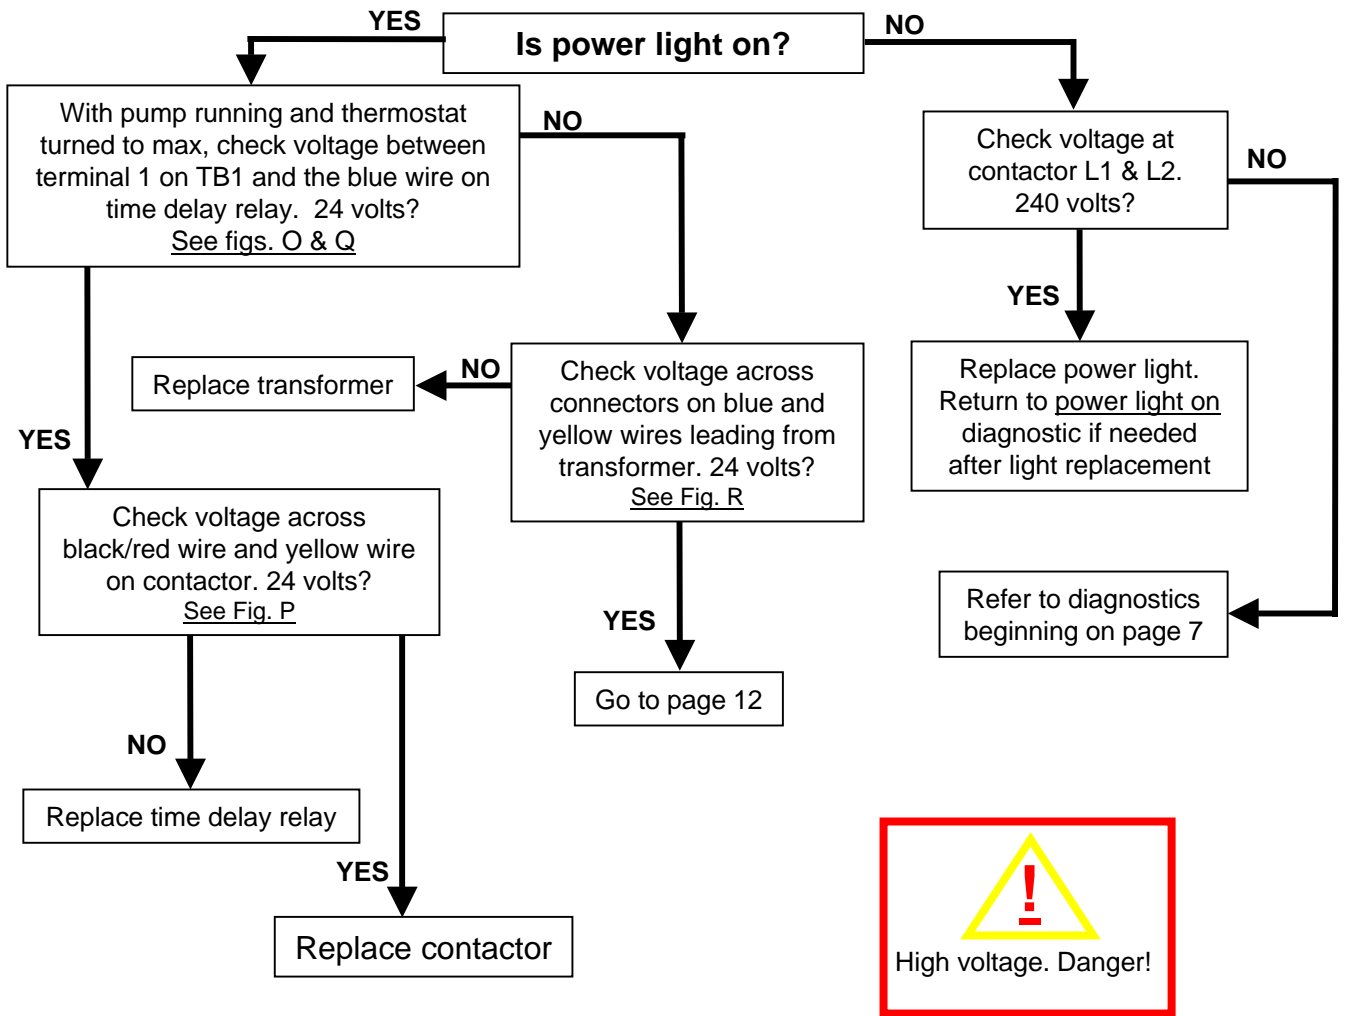 Is power light on?
YES
NO
With pump running and thermostat
turned to max, check voltage between
terminal 1 on TB1 and the blue wire on
time delay relay.  24 volts?
See figs. O & Q
NO
Check voltage at
contactor L1 & L2.
240 volts?
NO
YES
YES
Replace transformer
NO
Check voltage across
connectors on blue and
yellow wires leading from
transformer. 24 volts?
See Fig. R
Replace power light.
Return to power light on
diagnostic if needed
after light replacement
Check voltage across
black/red wire and yellow wire
on contactor. 24 volts?
See Fig. P
YES
Refer to diagnostics
beginning on page 7
Go to page 12
NO
Replace time delay relay
YES
Replace contactor
!
High voltage. Danger!